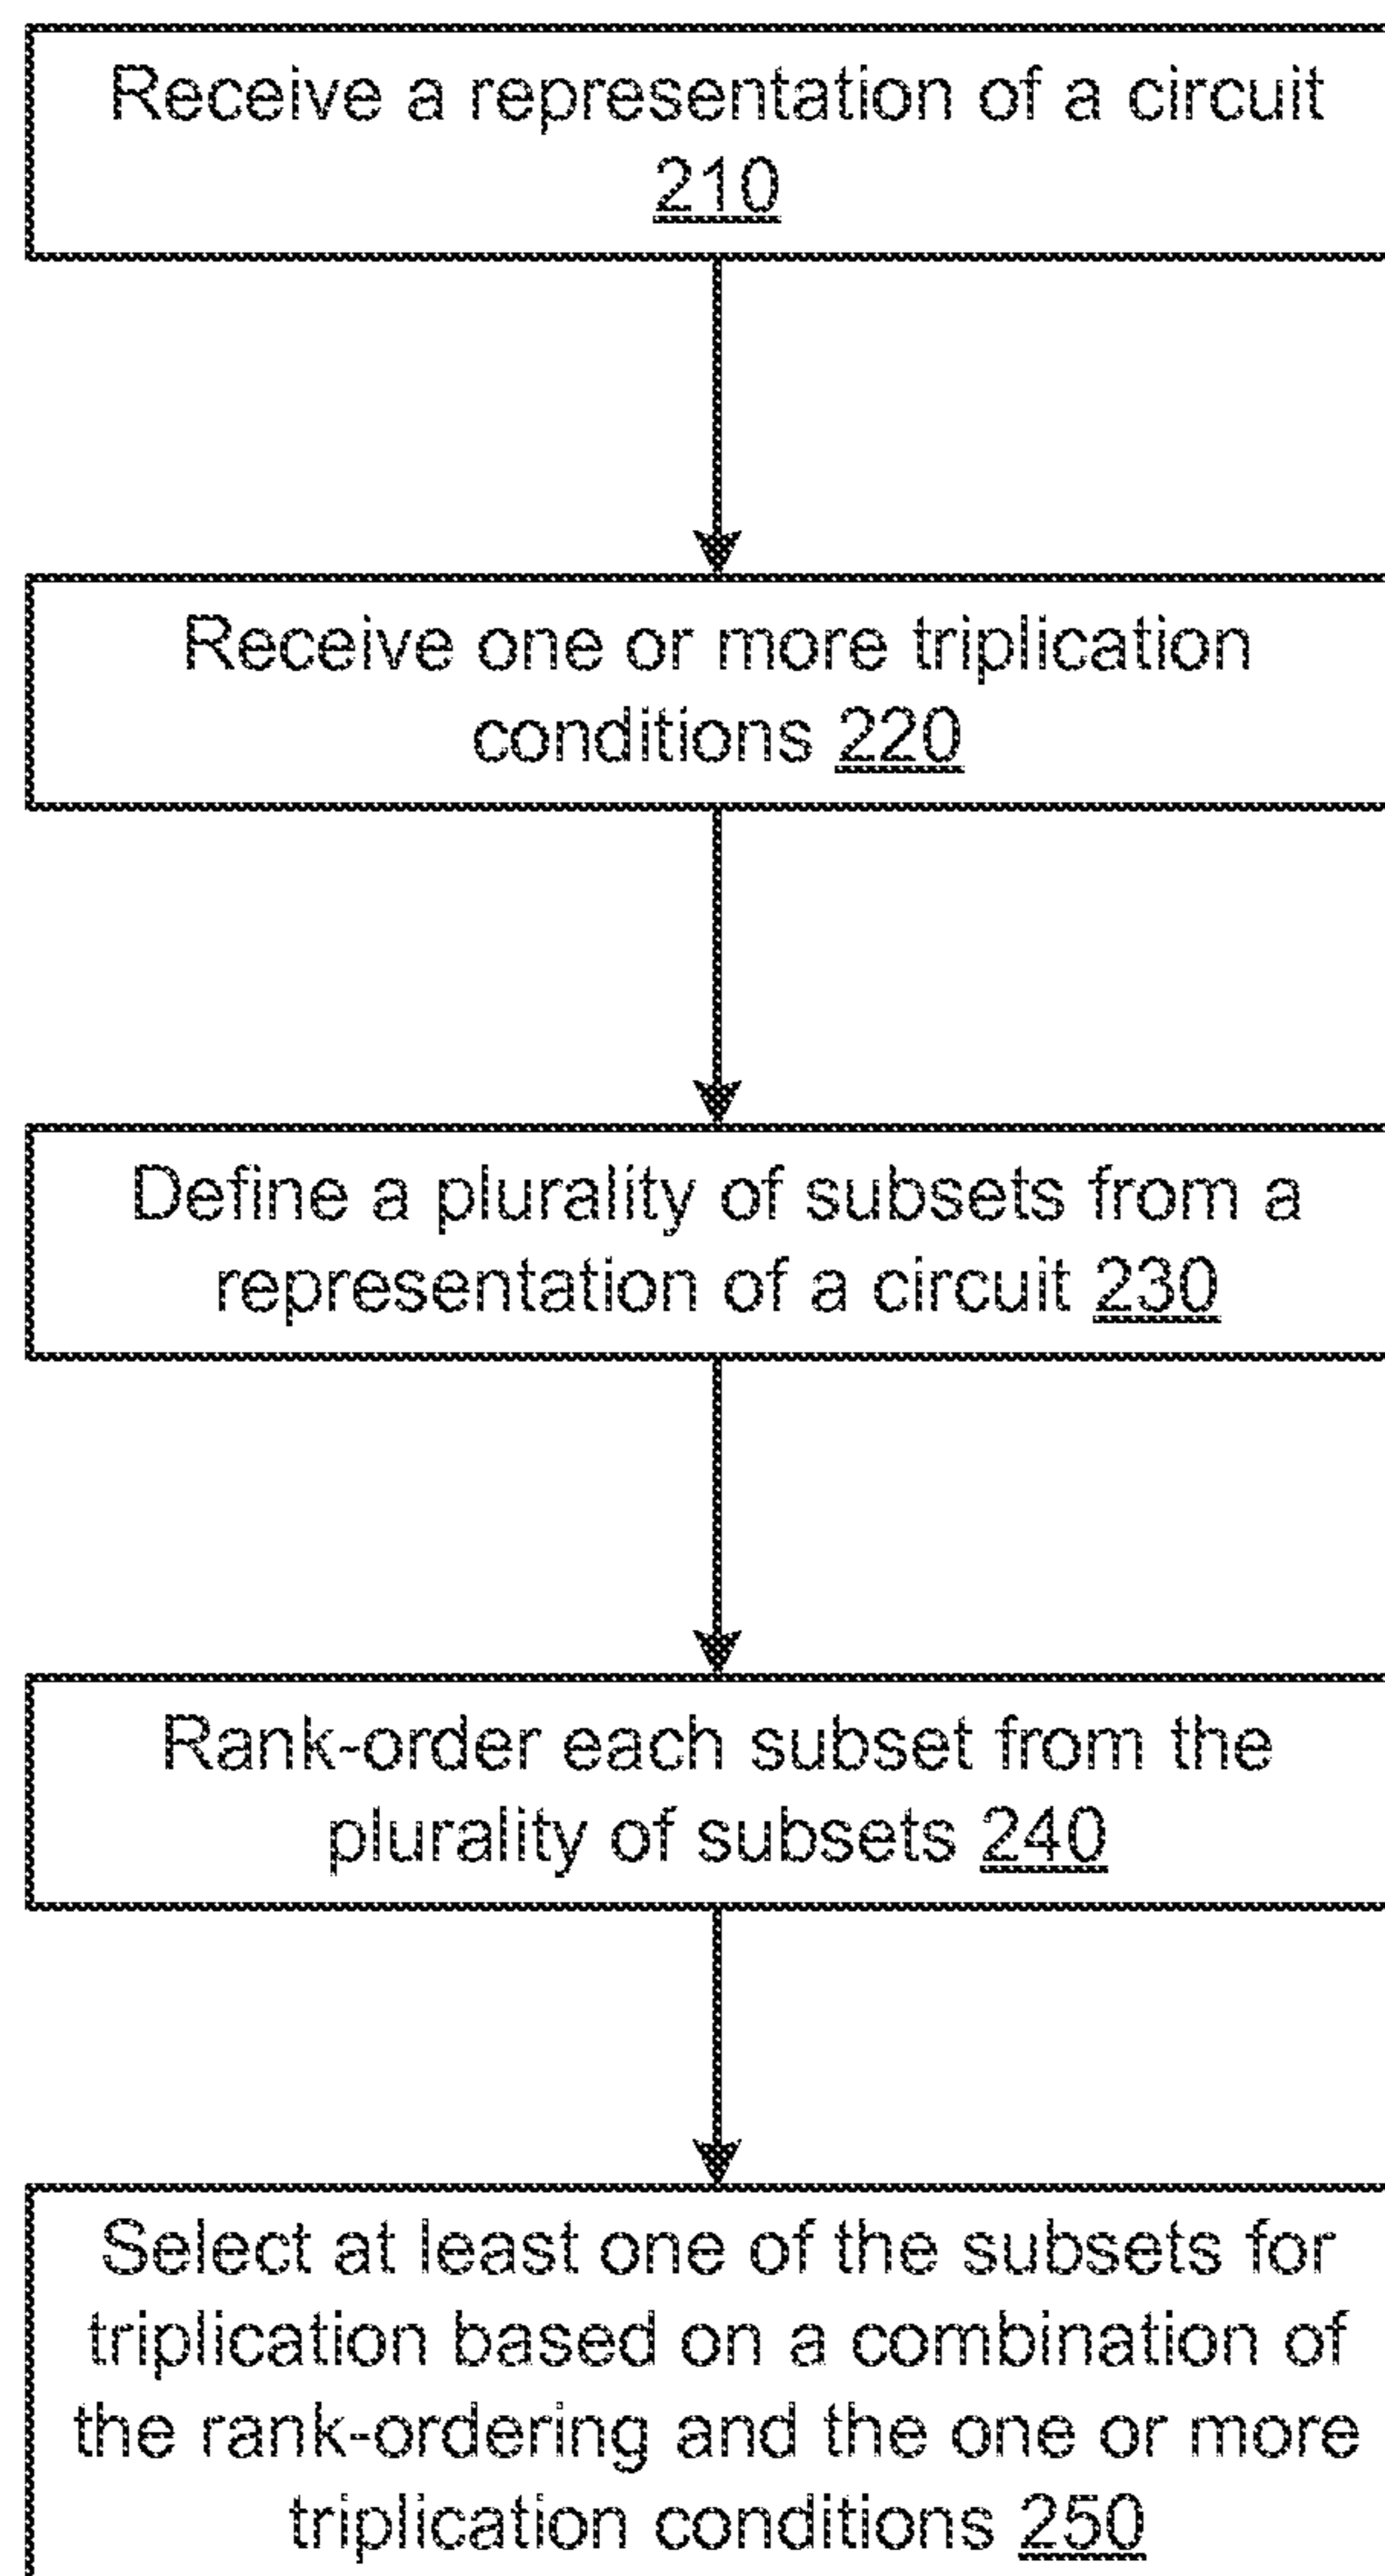 Receive a representation of a circuit
210
Receive one or more triplication
conditions 220
Define a plurality of subsets from a
representation of a circuit 230
Rank-order each subset from the
plurality of subsets 240
Select at least one of the subsets for
triplication based on a combination of
the rank-ordering and the one or more
triplication conditions 250